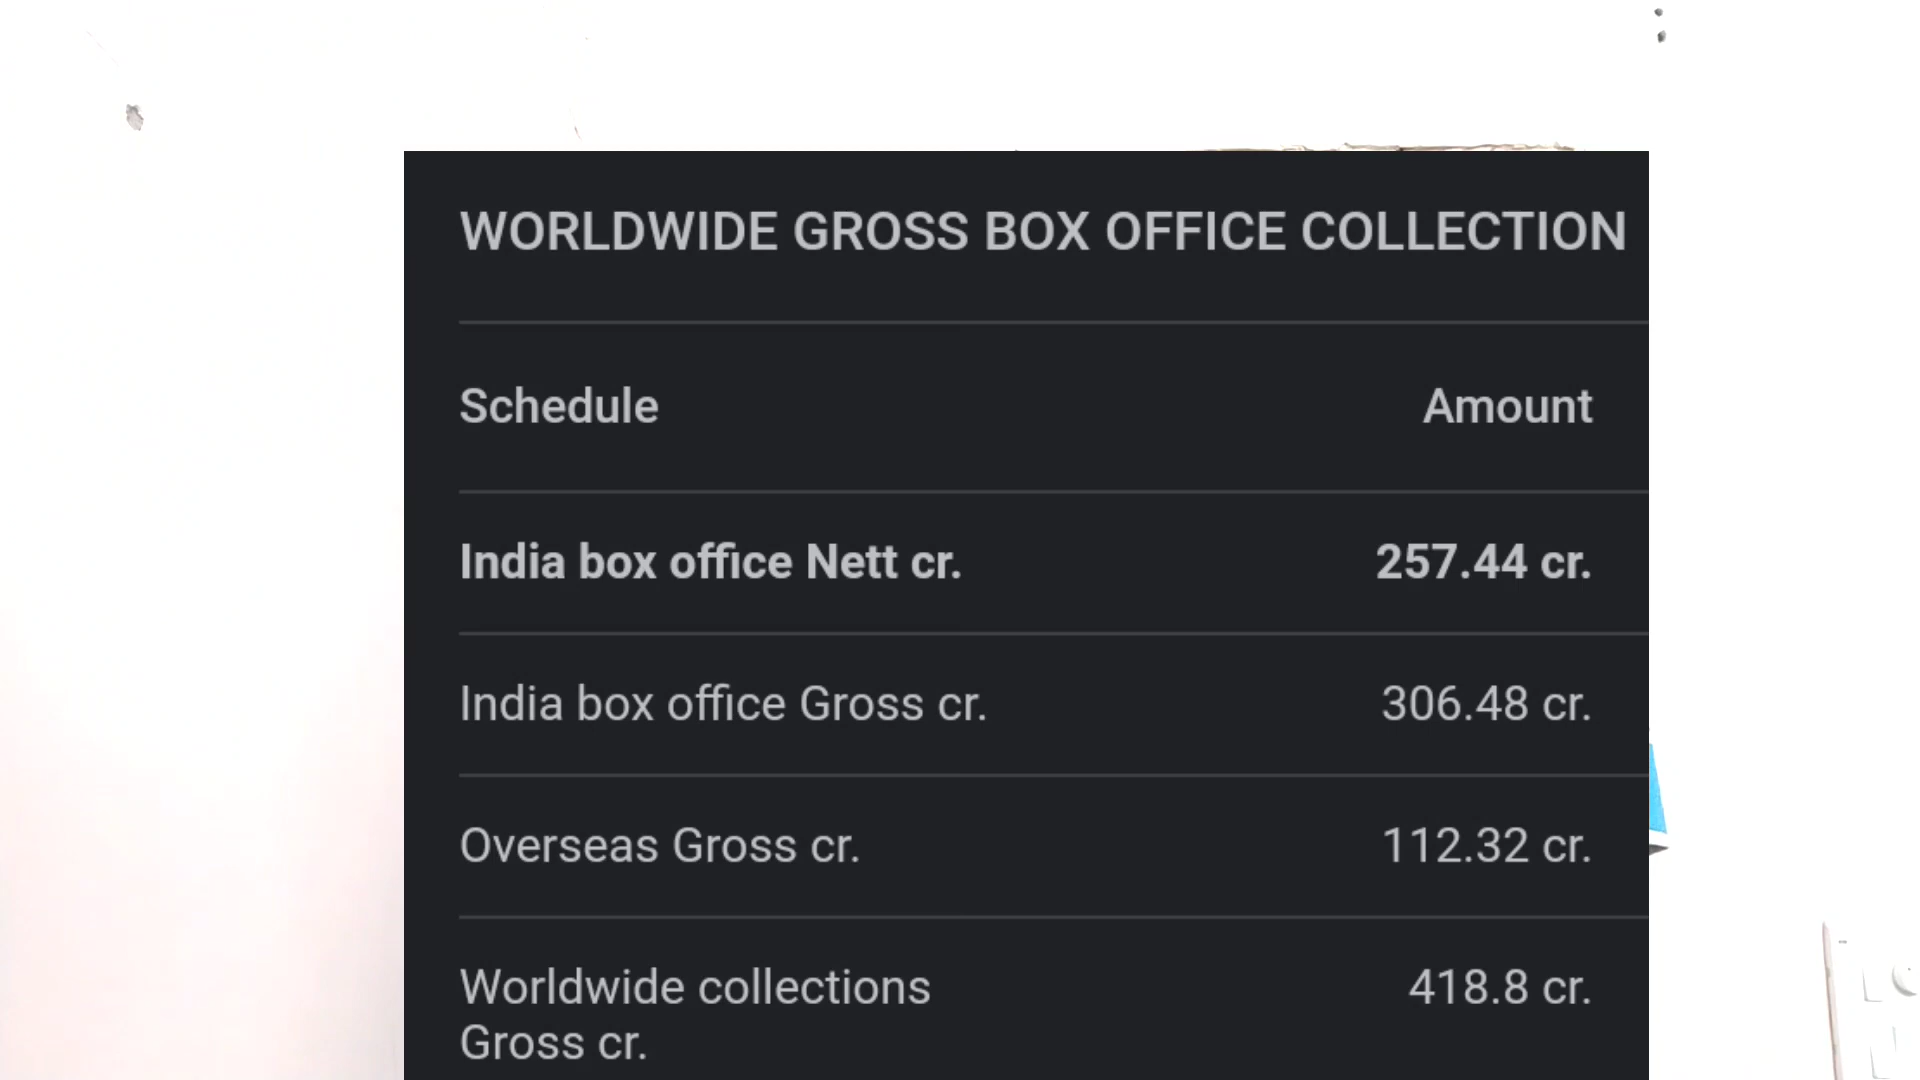 WORLDWIDE GROSS BOX OFFICE COLLECTION
Schedule Amount
India box office Nett cr. 257.44 cr.
India box office Gross cr. 306.48 cr.
Overseas Gross cr. 112.32 cr.
Worldwide collections 418.8 cr.
Gross cr.